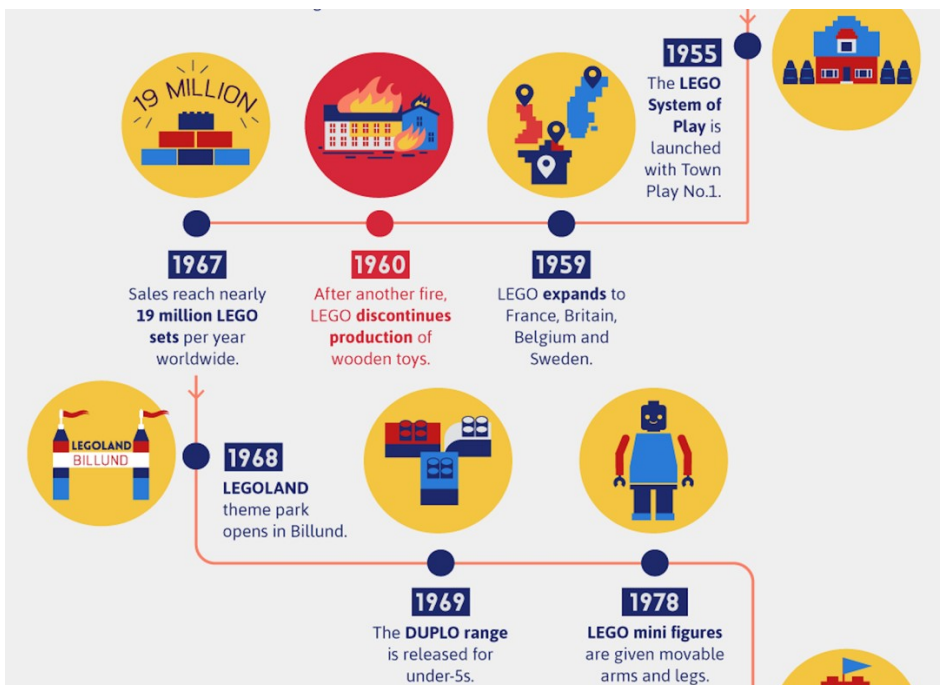 1955
The LEGO
System of
Play is
launched
with Town
Play No.1.
1959
LEGO expands to
France, Britain,
Belgium and
Sweden.
1960
After another fire,
LEGO discontinues
production of
wooden toys.
19 MILLION
1967
Sales reach nearly
19 million LEGO
sets per year
worldwide.
LEGOLAND
BILLUND
1968
LEGOLAND
theme park
opens in Billund.
1969
The DUPLO range
is released for
under-5s.
1978
LEGO mini figures
are given movable
arms and legs.